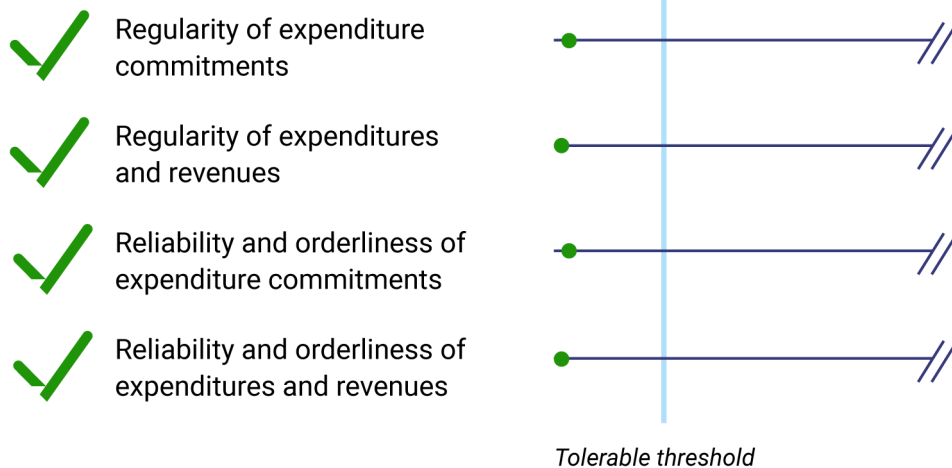 Regularity of expenditure
commitments
Regularity of expenditures
and revenues
Reliability and orderliness of
expenditure commitments
Reliability and orderliness of
expenditures and revenues
Tolerable threshold